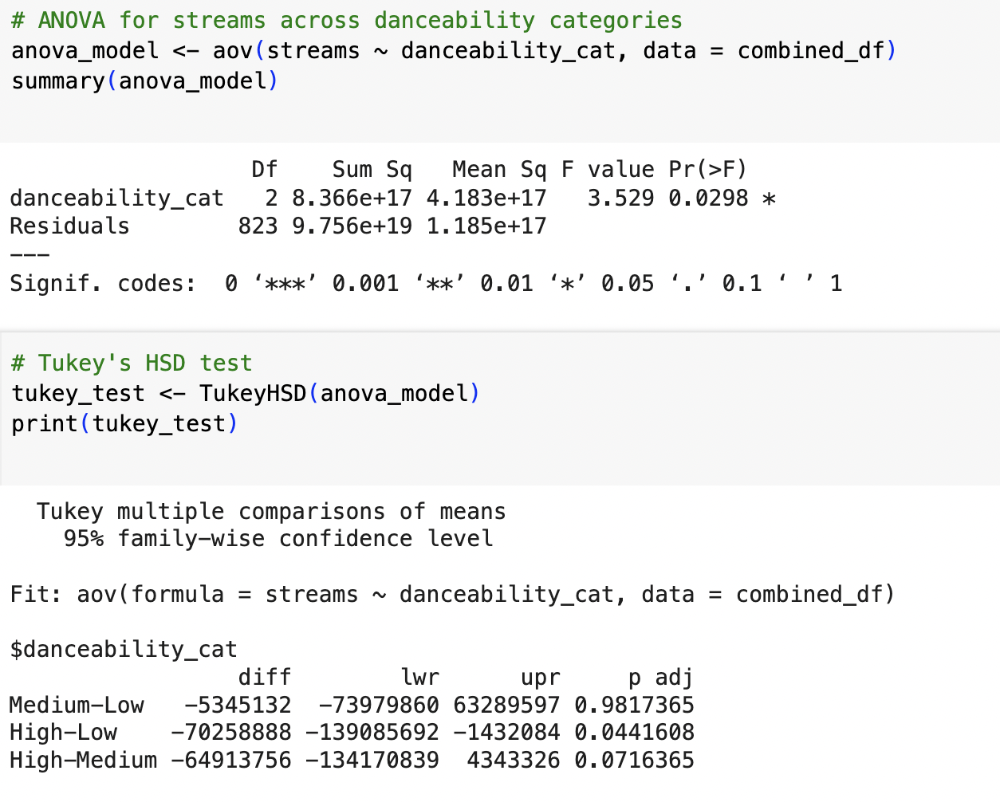 # ANOVA for streams across danceability categories
anova_model <- aov(streams ~ danceability_cat, data = combined_df)
summary(anova_model)
                  Df    Sum Sq   Mean Sq F value Pr(>F)
danceability_cat   2 8.366e+17 4.183e+17   3.529 0.0298 *
Residuals        823 9.756e+19 1.185e+17
---
Signif. codes:  0 ‘***’ 0.001 ‘**’ 0.01 ‘*’ 0.05 ‘.’ 0.1 ‘ ’ 1
# Tukey's HSD test
tukey_test <- TukeyHSD(anova_model)
print(tukey_test)
  Tukey multiple comparisons of means
    95% family-wise confidence level
Fit: aov(formula = streams ~ danceability_cat, data = combined_df)
$danceability_cat
                 diff        lwr      upr     p adj
Medium-Low   -5345132  -73979860 63289597 0.9817365
High-Low    -70258888 -139085692 -1432084 0.0441608
High-Medium -64913756 -134170839  4343326 0.0716365